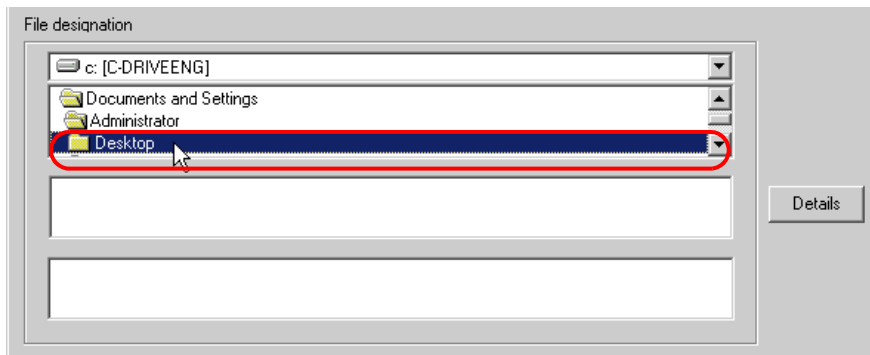 File designation
c: [C-DRIVEENG]
Documents and Settings
Administrator
Desktop
Details